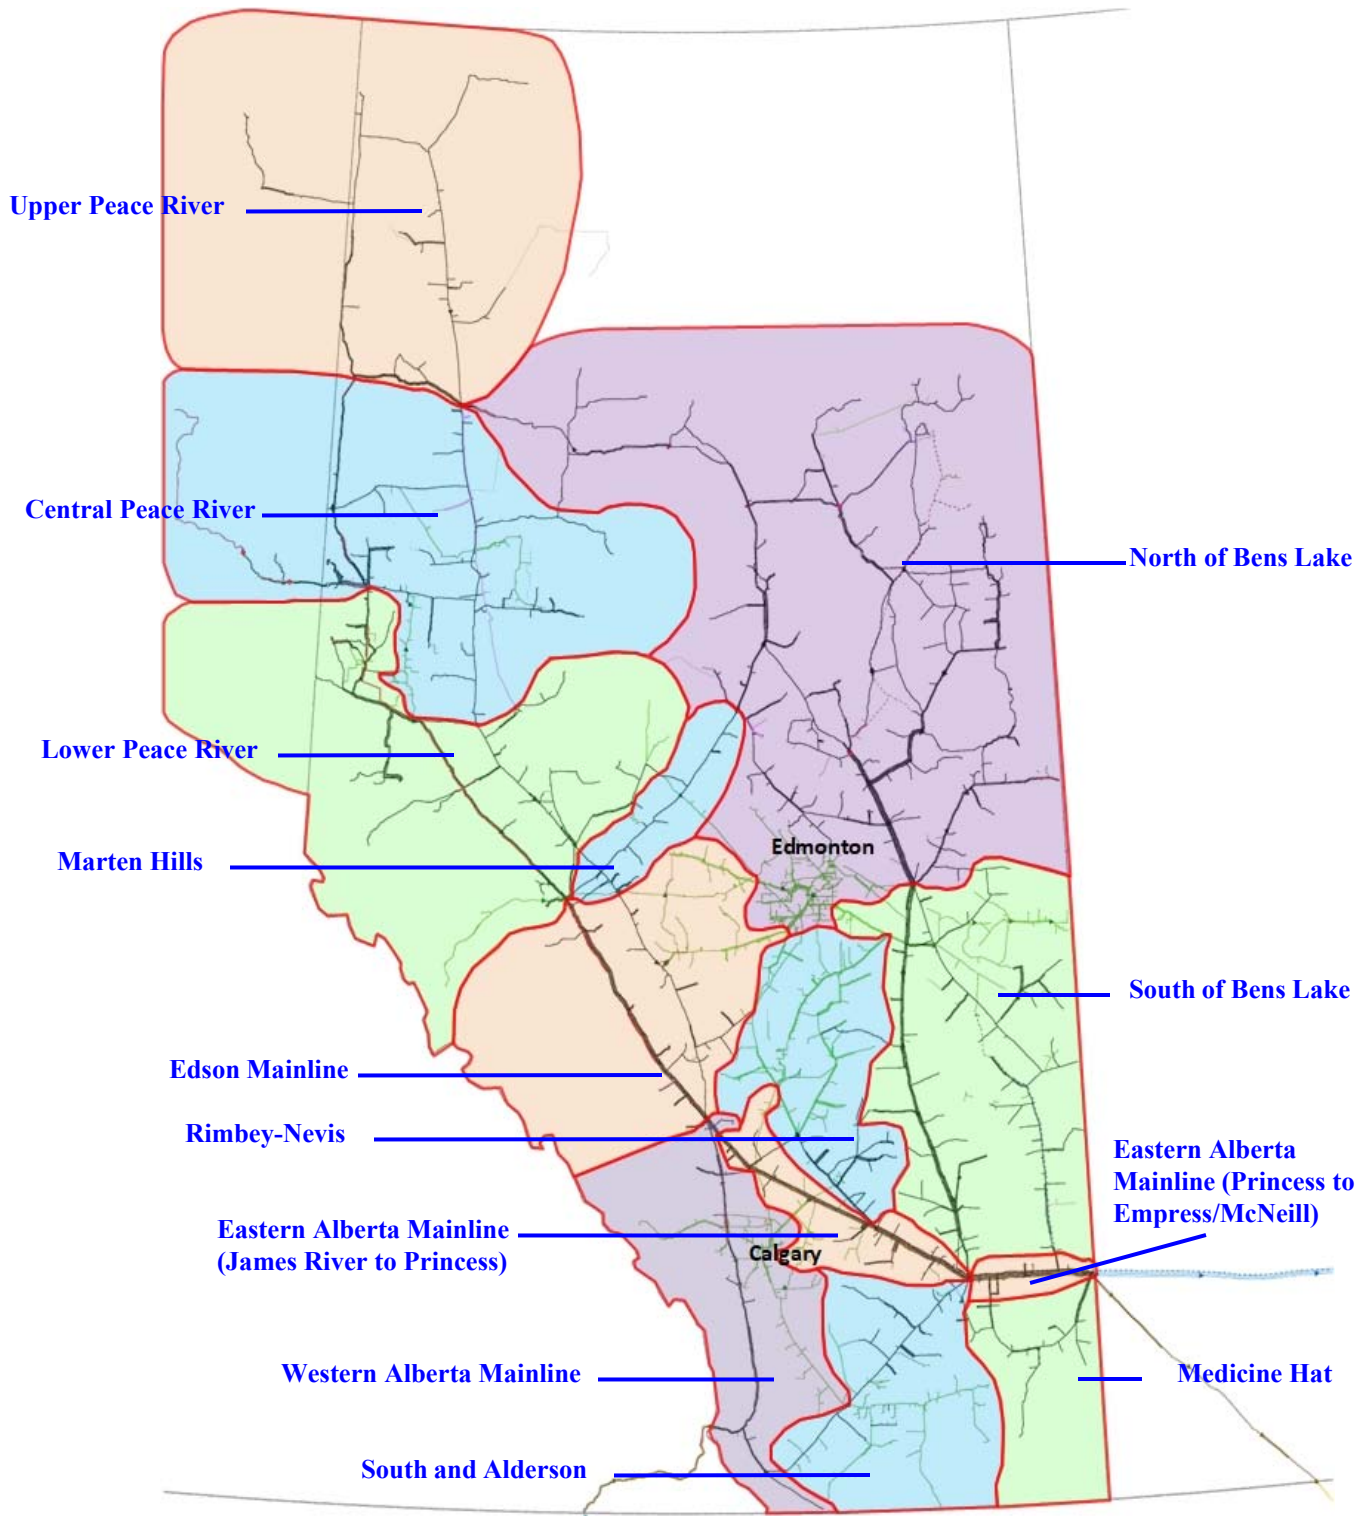 Upper Peace River
Central Peace River
North of Bens Lake
Lower Peace River
Edmonton
Marten Hills
South of Bens Lake
Edson Mainline
Rimbey-Nevis
Eastern Alberta
Mainline (Princess to
Empress/McNeill)
Eastern Alberta Mainline
(James River to Princess)
Calgary
Western Alberta Mainline
Medicine Hat
South and Alderson